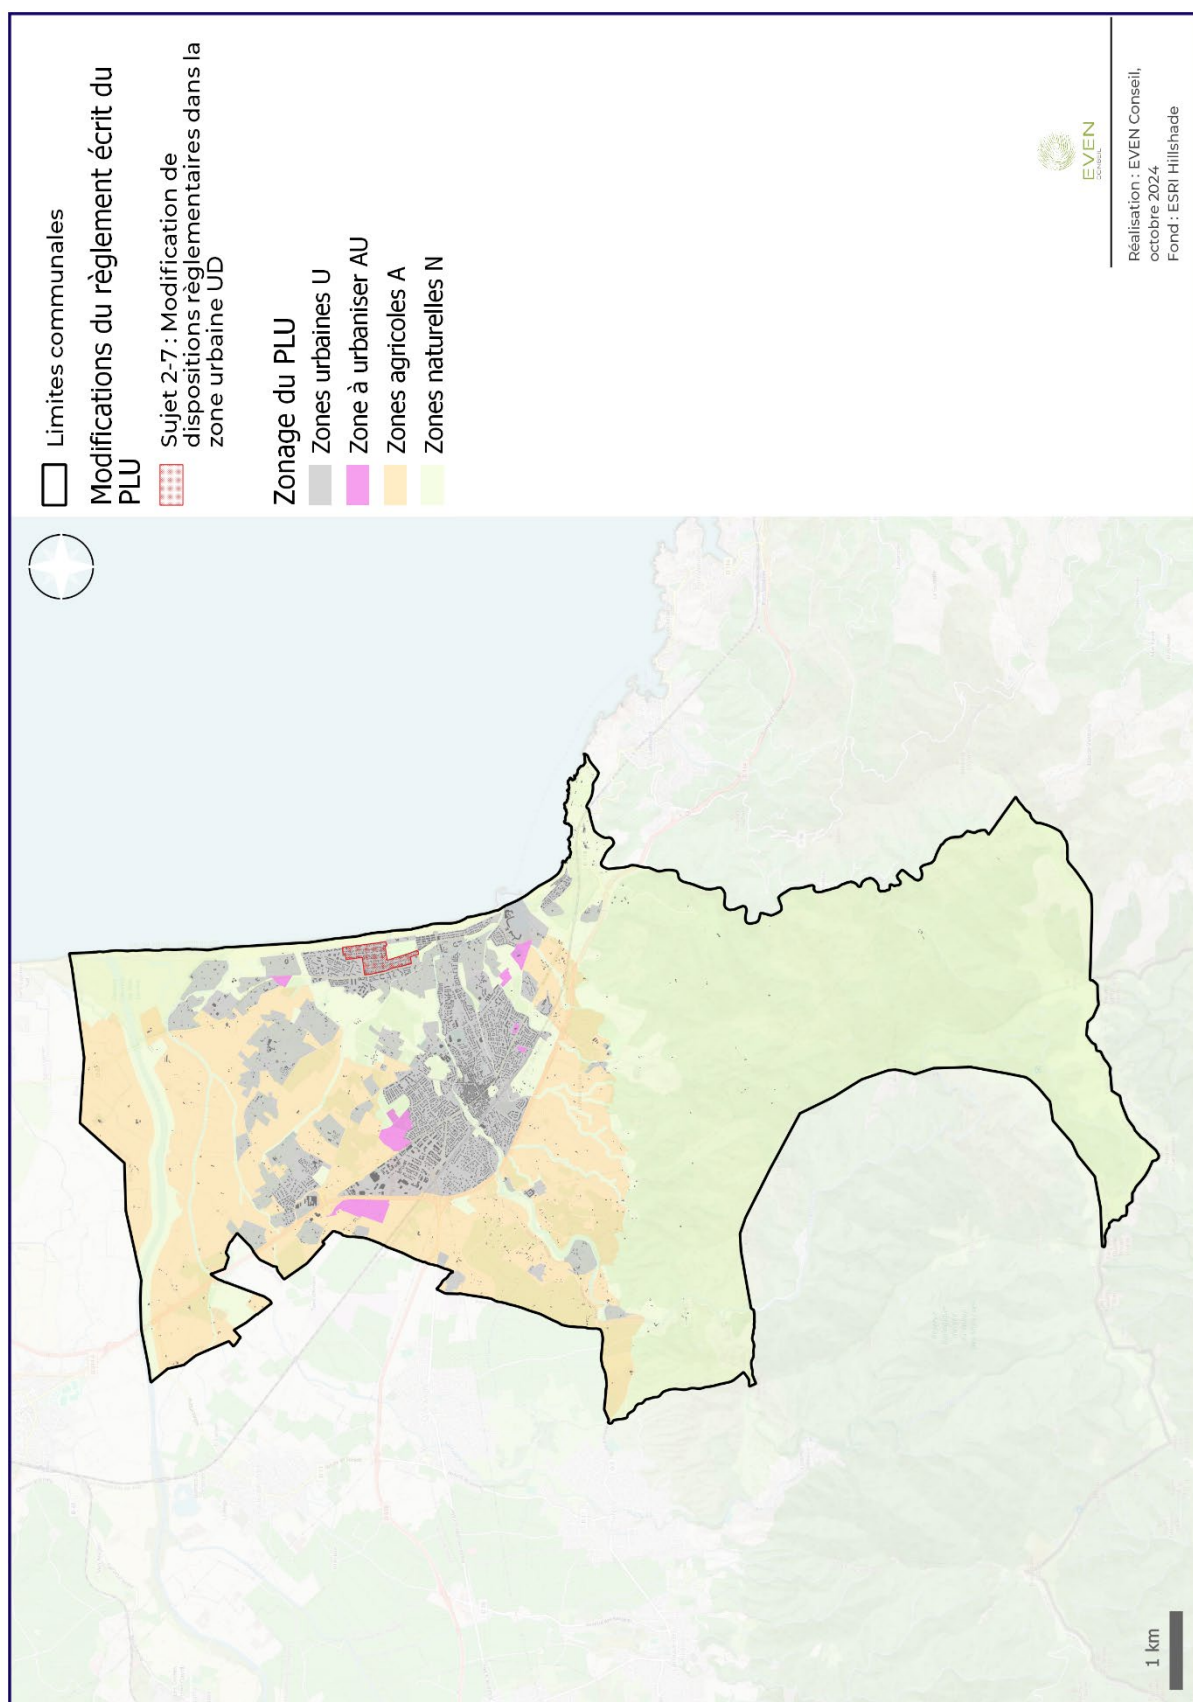 Limites communales
Modifications du règlement écrit du
PLU
Sujet 2-7 : Modification de
dispositions règlementaires dans la
zone urbaine UD
Zonage du PLU
Zones urbaines U
Zone à urbaniser AU
Zones agricoles A
Zones naturelles N
EVEN
CONSEIL
Réalisation : EVEN Conseil,
octobre 2024
Fond : ESRI Hillshade
1 km